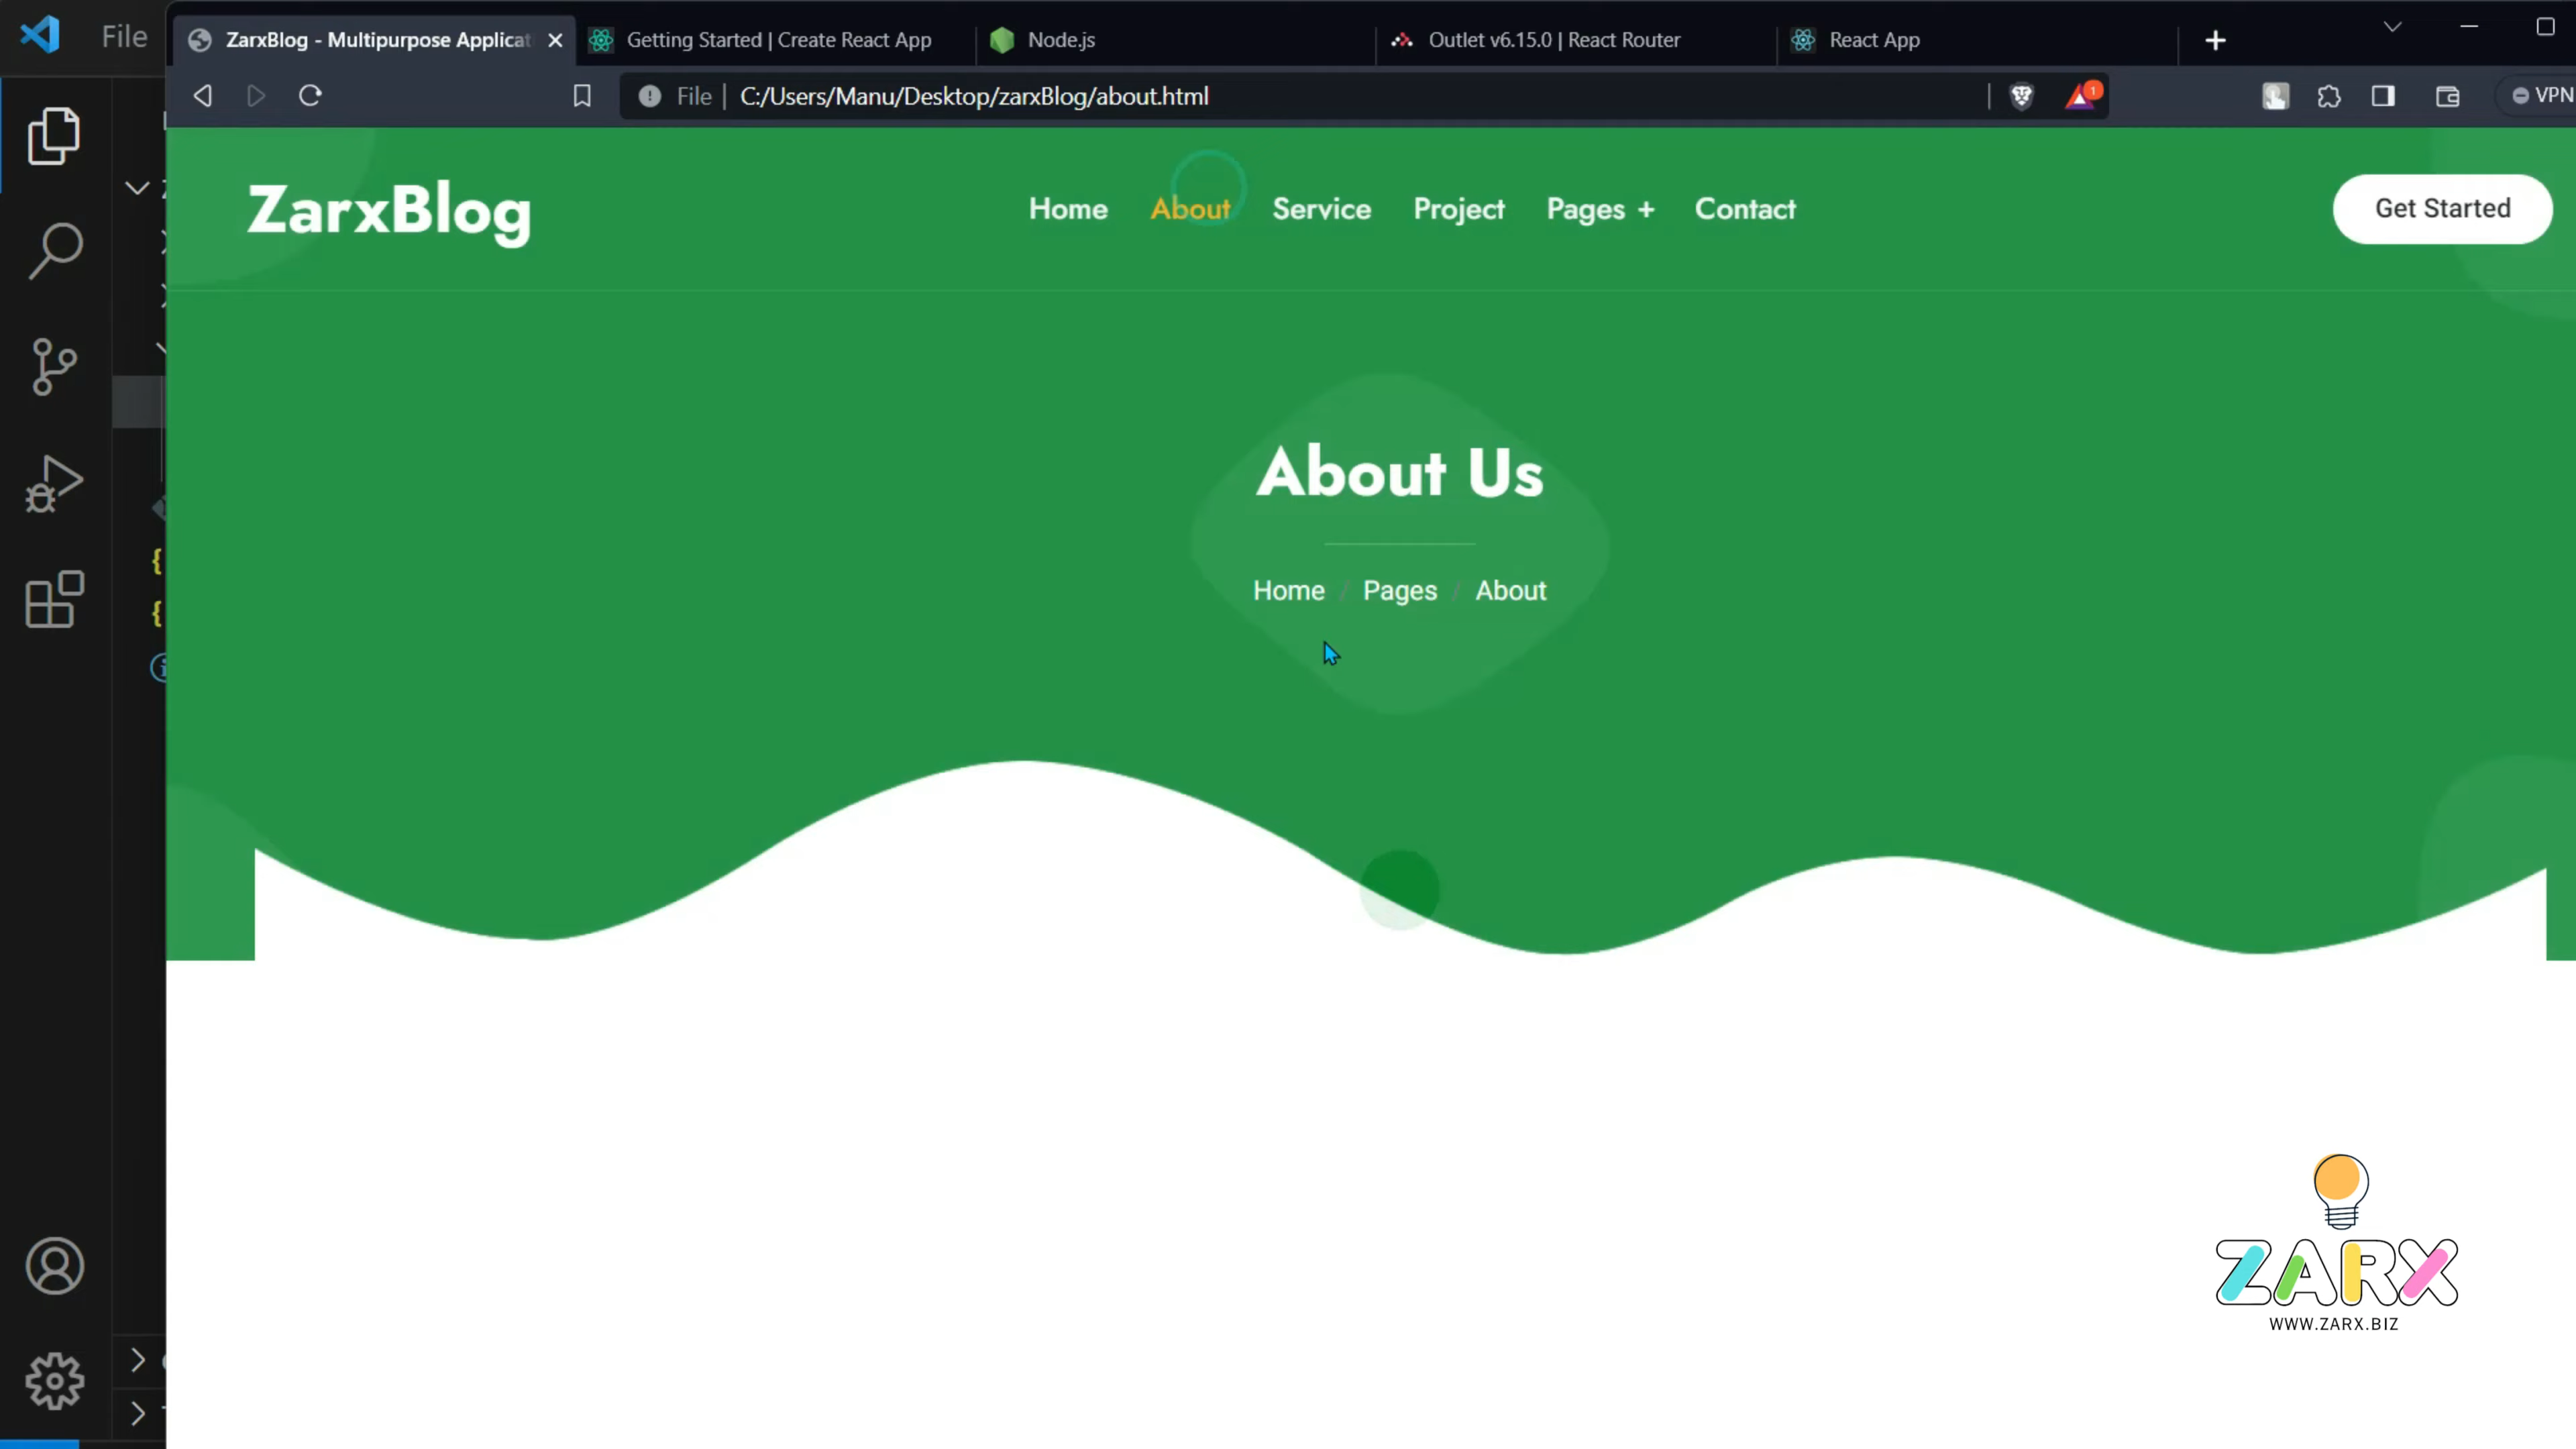 File
ZarxBlog - Multipurpose Applicat
Getting Started | Create React App
Node.js
Outlet v6.15.0 | React Router
React App
File
C:/Users/Manu/Desktop/zarxBlog/about.html
1
VPN
ZarxBlog
Home About Service Project Pages + Contact
Get Started
About Us
Home / Pages / About
ZARX
WWW.ZARX.BIZ